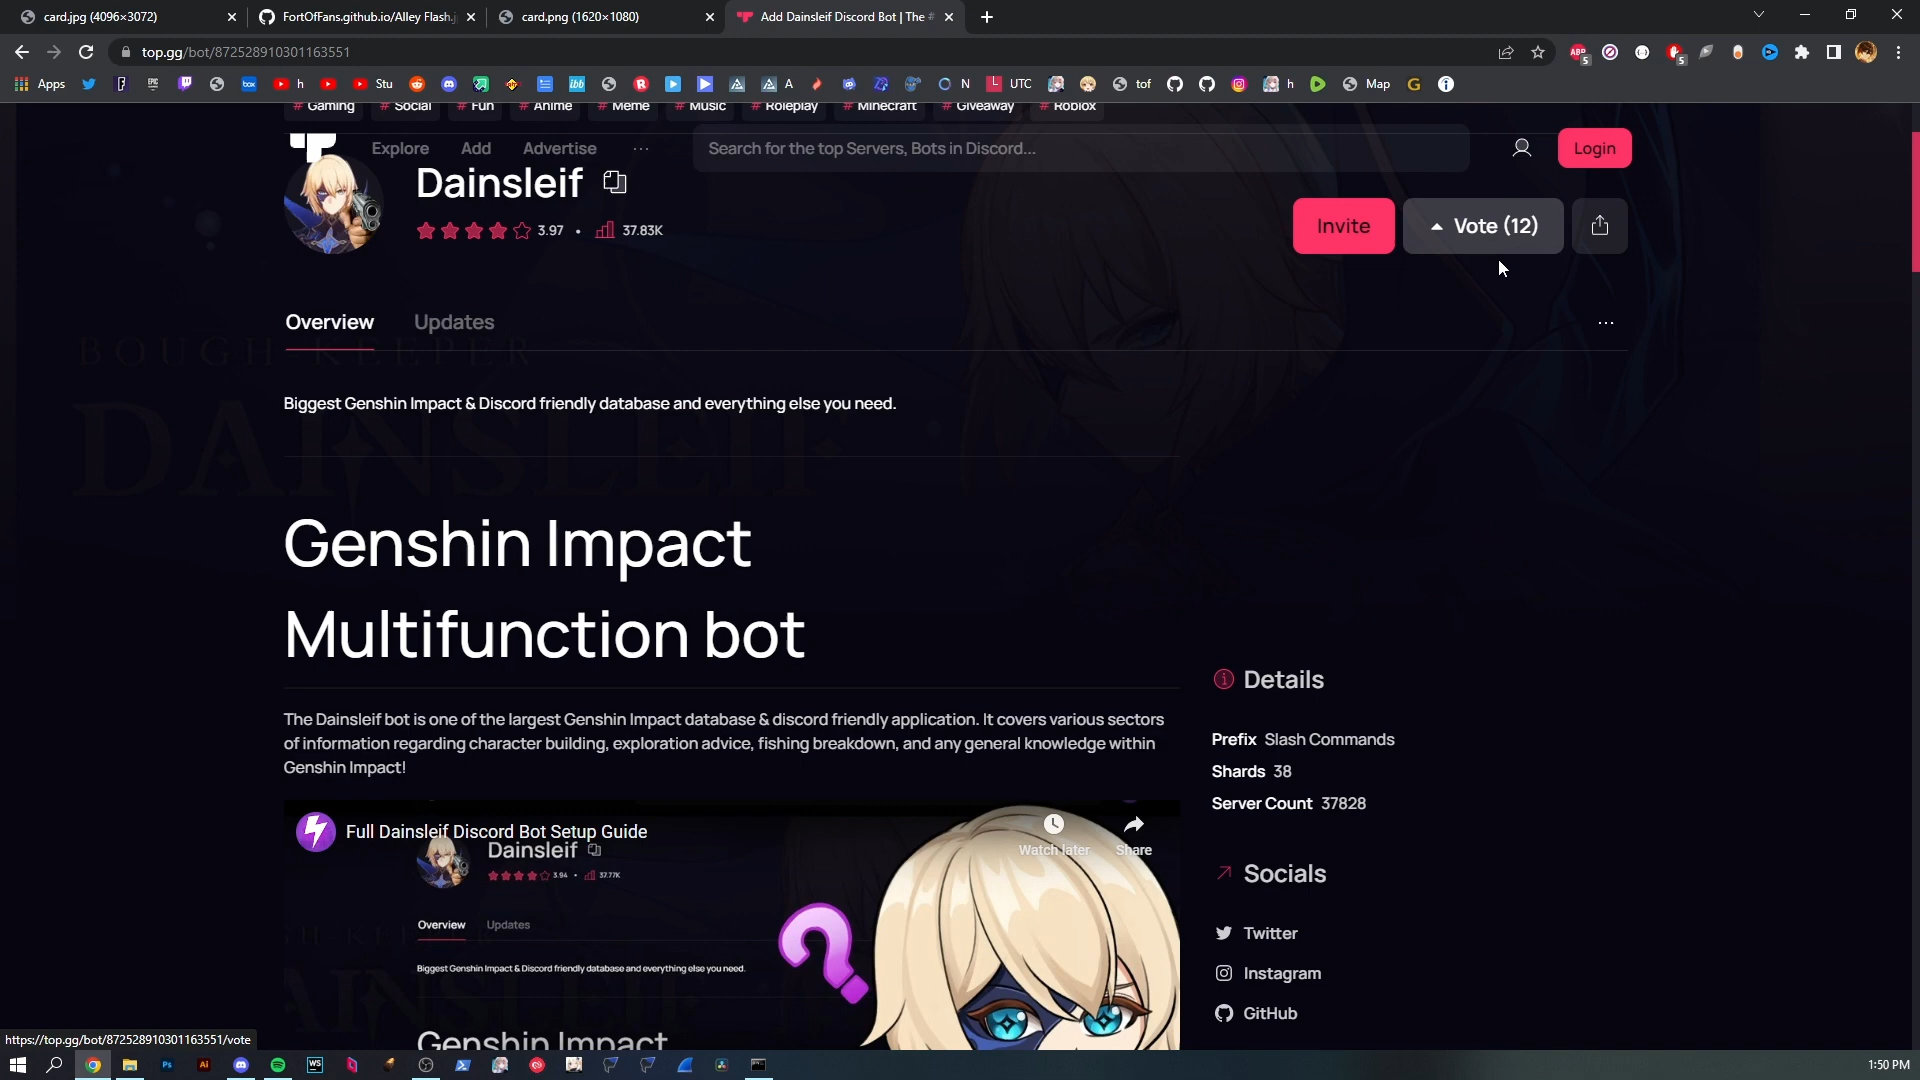 card.jpg (4096×3072)
FortOfFans.github.io/Alley Flash.j
card.png (1620×1080)
Add Dainsleif Discord Bot | The #
top.gg/bot/872528910301163551
Apps
h
Stu
A
N
UTC
tof
h
Map
# Gaming
# Social
# Fun
# Anime
# Meme
# Music
# Roleplay
# Minecraft
# Giveaway
# Roblox
Explore
Add
Advertise
...
Search for the top Servers, Bots in Discord...
Login
Dainsleif
3.97 • 37.83K
Invite
Vote (12)
Overview
Updates
...
BOUGH KEEPER
DAINSLEIF
Biggest Genshin Impact & Discord friendly database and everything else you need.
Genshin Impact
Multifunction bot
The Dainsleif bot is one of the largest Genshin Impact database & discord friendly application. It covers various sectors
of information regarding character building, exploration advice, fishing breakdown, and any general knowledge within
Genshin Impact!
Details
Prefix Slash Commands
Shards 38
Server Count 37828
Full Dainsleif Discord Bot Setup Guide
Watch later
Share
Dainsleif
3.94 • 37.77K
Overview
Updates
Biggest Genshin Impact & Discord friendly database and everything else you need.
Genshin Impact
Socials
Twitter
Instagram
GitHub
https://top.gg/bot/872528910301163551/vote
1:50 PM